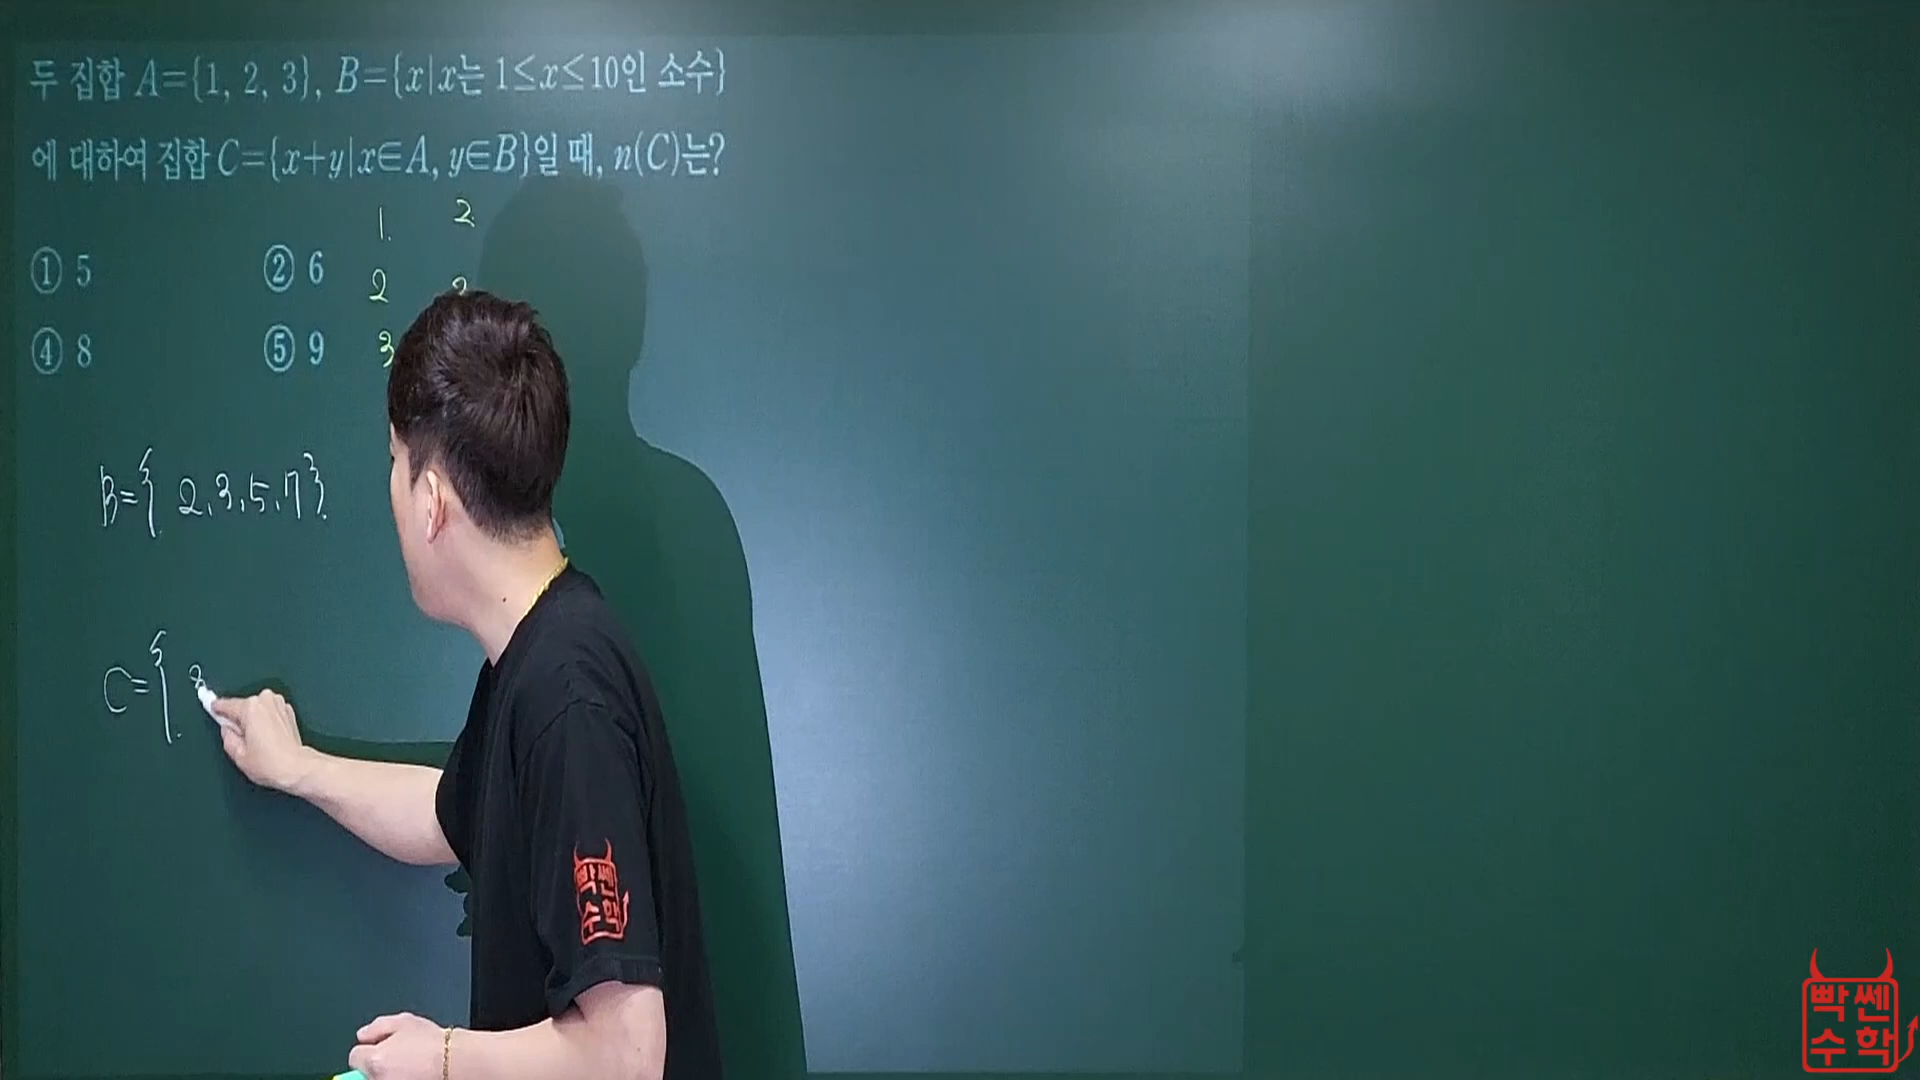 두 집합 A={1, 2, 3}, B={x|x는 1≤x≤10인 소수}
에 대하여 집합 C={x+y|x∈A, y∈B}일 때, n(C)는?
1. 2
① 5 ② 6 2
④ 8 ⑤ 9 3
B={ 2, 3, 5, 7 }
C={
빡쎈
수학
빡쎈
수학